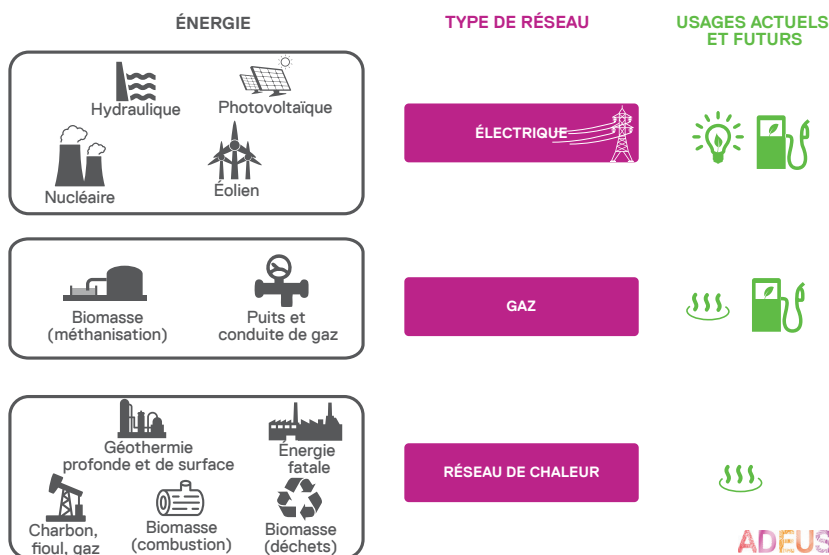 ÉNERGIE
TYPE DE RÉSEAU
USAGES ACTUELS
ET FUTURS
Hydraulique
Photovoltaïque
Nucléaire
Éolien
ÉLECTRIQUE
Biomasse
(méthanisation)
Puits et
conduite de gaz
GAZ
Géothermie
profonde et de surface
Énergie
fatale
Charbon,
fioul, gaz
Biomasse
(combustion)
Biomasse
(déchets)
RÉSEAU DE CHALEUR
ADEUS